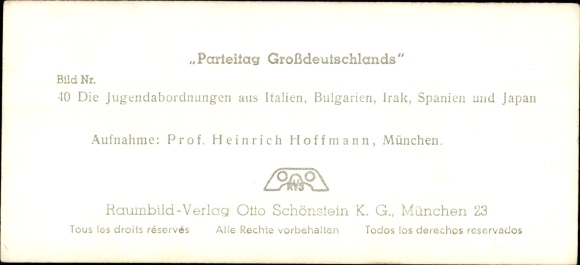 „Parteitag Großdeutschlands“
Bild Nr.
40 Die Jugendabordnungen aus Italien, Bulgarien, Irak, Spanien und Japan
Aufnahme: Prof. Heinrich Hoffmann, München.
RVS
Raumbild-Verlag Otto Schönstein K. G., München 23
Tous les droits réservés Alle Rechte vorbehalten Todos los derechos reservados